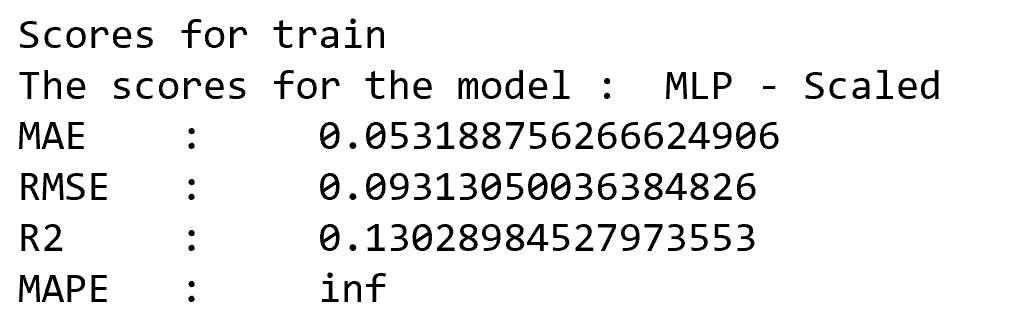 Scores for train
The scores for the model :  MLP - Scaled
MAE    :     0.053188756266624906
RMSE   :     0.09313050036384826
R2     :     0.13028984527973553
MAPE   :     inf